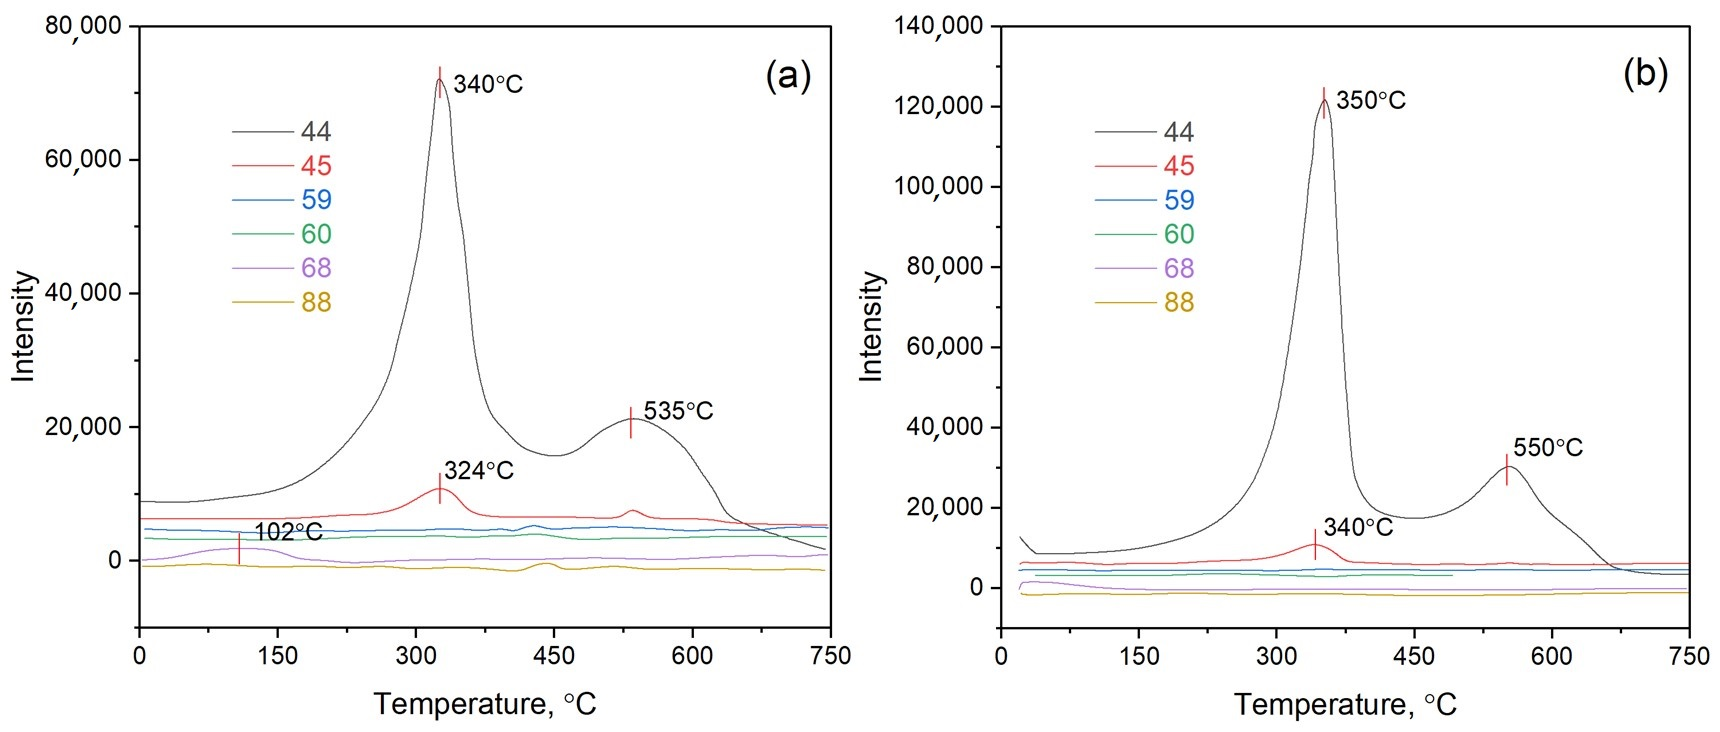 80,000
60,000
40,000
20,000
0
Intensity
(a)
340°C
44
45
59
60
68
88
535°C
324°C
102°C
0 150 300 450 600 750
Temperature, °C
140,000
120,000
100,000
80,000
60,000
40,000
20,000
0
Intensity
(b)
350°C
44
45
59
60
68
88
550°C
340°C
0 150 300 450 600 750
Temperature, °C